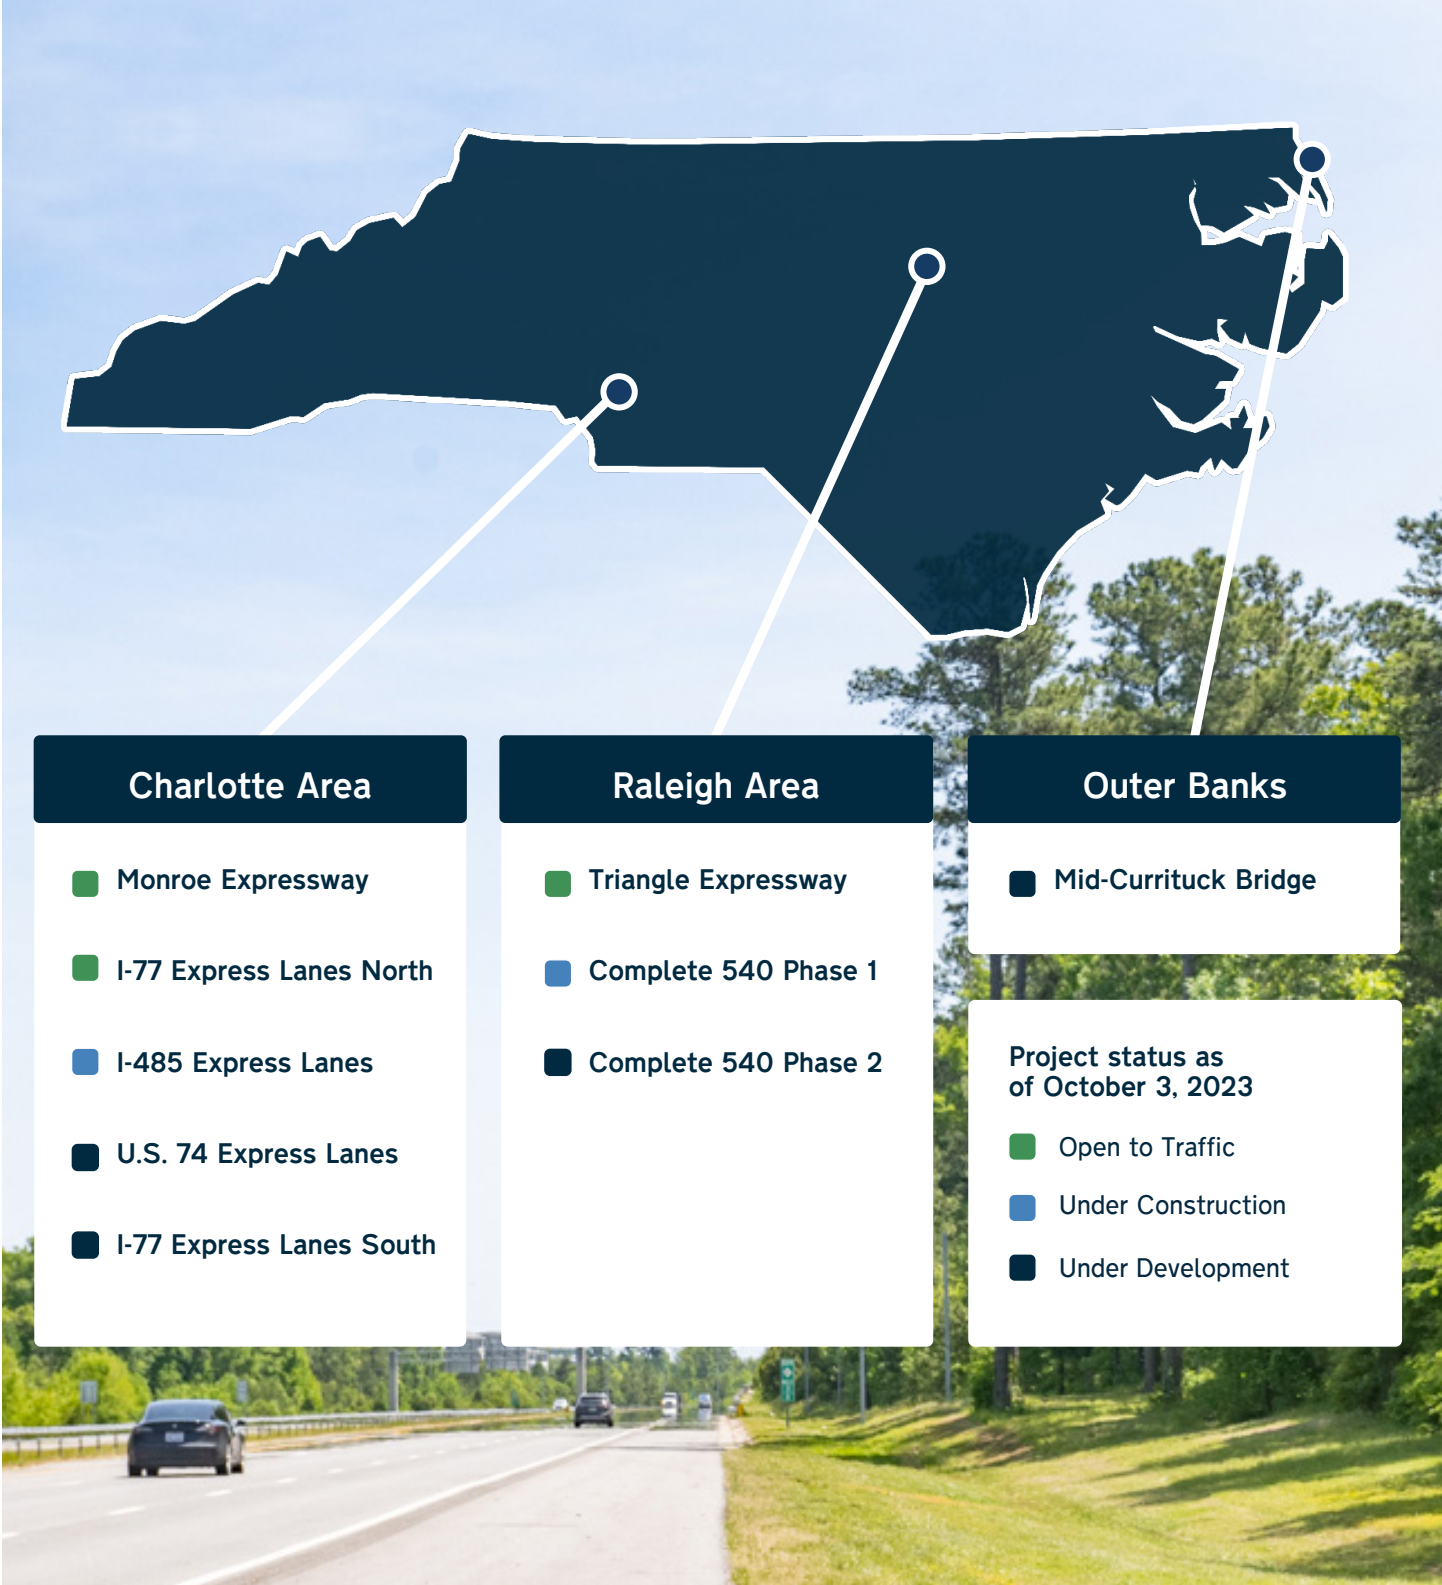 Charlotte Area
Monroe Expressway
I-77 Express Lanes North
I-485 Express Lanes
U.S. 74 Express Lanes
I-77 Express Lanes South
Raleigh Area
Triangle Expressway
Complete 540 Phase 1
Complete 540 Phase 2
Outer Banks
Mid-Currituck Bridge
Project status as
of October 3, 2023
Open to Traffic
Under Construction
Under Development